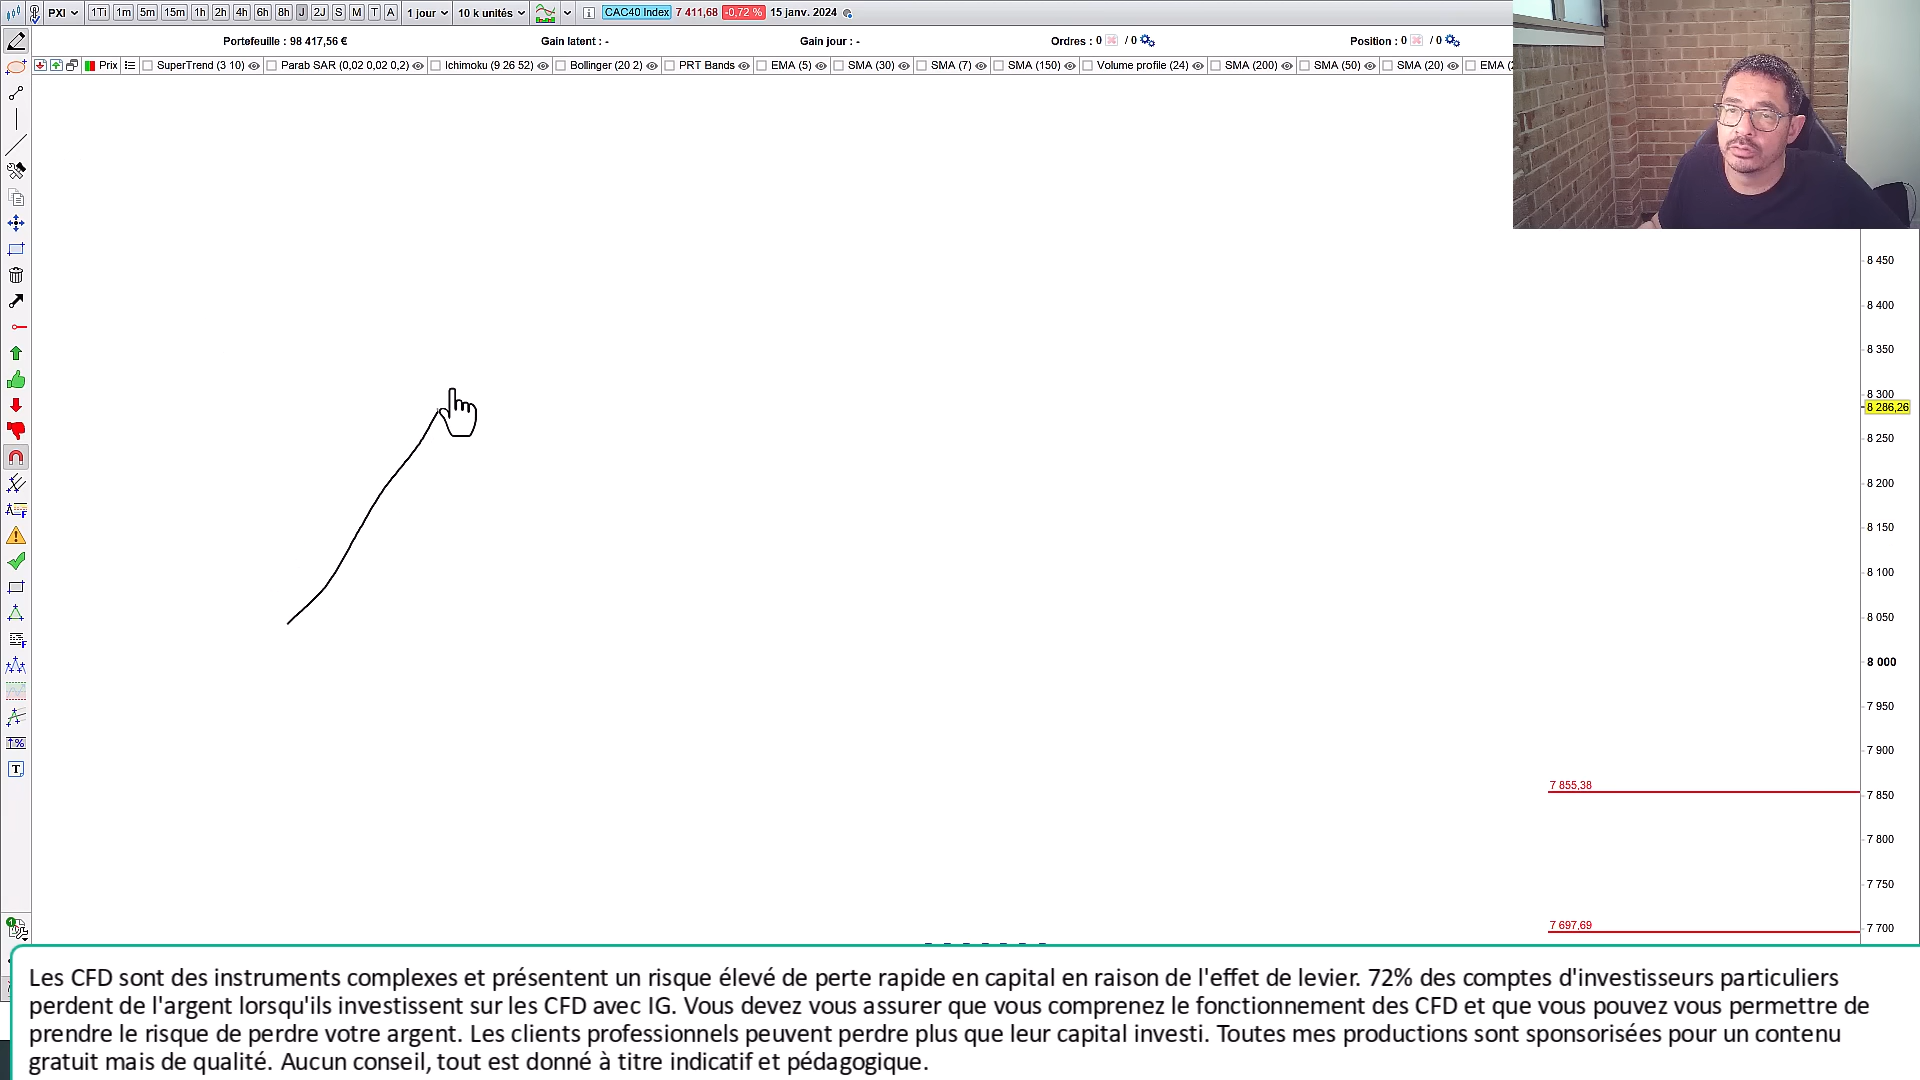 PXI 1Ti 1m 5m 15m 1h 2h 4h 6h 8h J 2J S M T A 1 jour 10 k unités CAC40 Index 7 411,68 -0,72 % 15 janv. 2024
Portefeuille : 98 417,56 € Gain latent : - Gain jour : - Ordres : 0 / 0 Position : 0 / 0
Prix SuperTrend (3 10) Parab SAR (0,02 0,02 0,2) Ichimoku (9 26 52) Bollinger (20 2) PRT Bands EMA (5) SMA (30) SMA (7) SMA (150) Volume profile (24) SMA (200) SMA (50) SMA (20) EMA (
8 450
8 400
8 350
8 300
8 286,26
8 250
8 200
8 150
8 100
8 050
8 000
7 950
7 900
7 855,38
7 850
7 800
7 750
7 697,69
7 700
Les CFD sont des instruments complexes et présentent un risque élevé de perte rapide en capital en raison de l'effet de levier. 72% des comptes d'investisseurs particuliers
perdent de l'argent lorsqu'ils investissent sur les CFD avec IG. Vous devez vous assurer que vous comprenez le fonctionnement des CFD et que vous pouvez vous permettre de
prendre le risque de perdre votre argent. Les clients professionnels peuvent perdre plus que leur capital investi. Toutes mes productions sont sponsorisées pour un contenu
gratuit mais de qualité. Aucun conseil, tout est donné à titre indicatif et pédagogique.